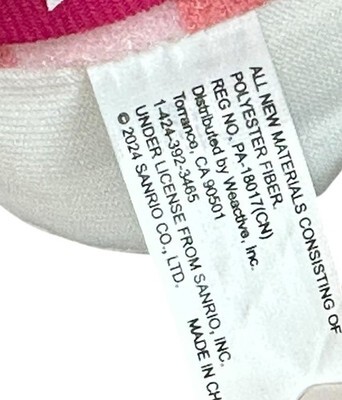 ALL NEW MATERIALS CONSISTING OF
POLYESTER FIBER.
REG NO. PA-18017(CN)
Distributed by Weactive, Inc.
Torrance, CA 90501
1-424-392-3465
UNDER LICENSE FROM SANRIO, INC.
© 2024 SANRIO CO., LTD.
MADE IN CH